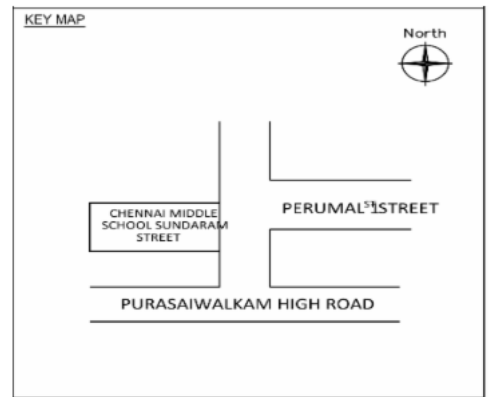 KEY MAP
North
CHENNAI MIDDLE
SCHOOL SUNDARAM
STREET
PERUMAL 1ST STREET
PURASAIWALKAM HIGH ROAD